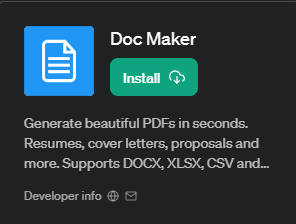 Doc Maker
Install
Generate beautiful PDFs in seconds.
Resumes, cover letters, proposals and
more. Supports DOCX, XLSX, CSV and...
Developer info